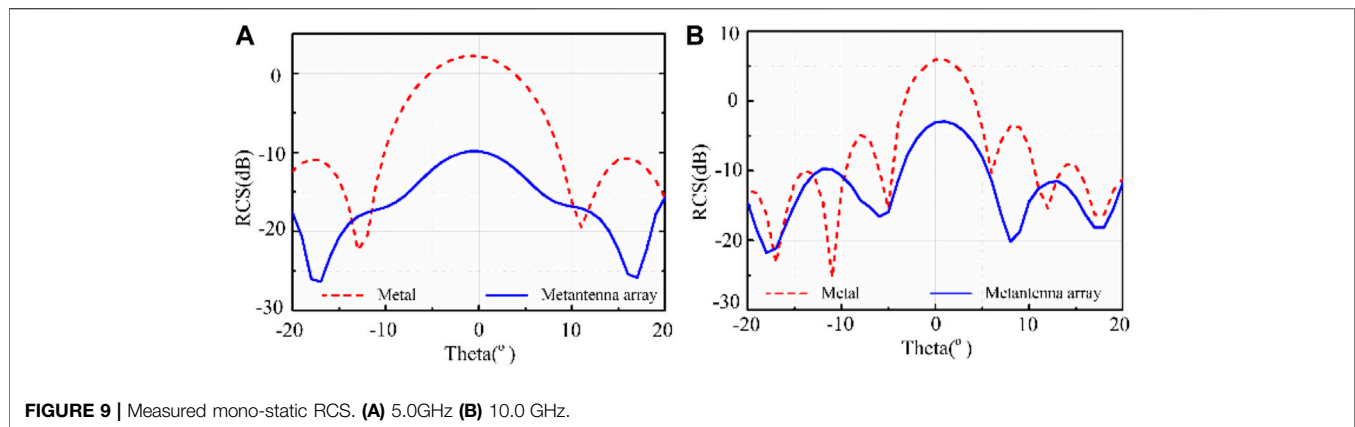 A
RCS(dB)
0
-10
-20
-30
Metal
Metantenna array
-20
-10
0
10
20
Theta(°)
B
RCS(dB)
10
0
-10
-20
-30
Metal
Metantenna array
-20
-10
0
10
20
Theta(°)
FIGURE 9 | Measured mono-static RCS. (A) 5.0GHz (B) 10.0 GHz.